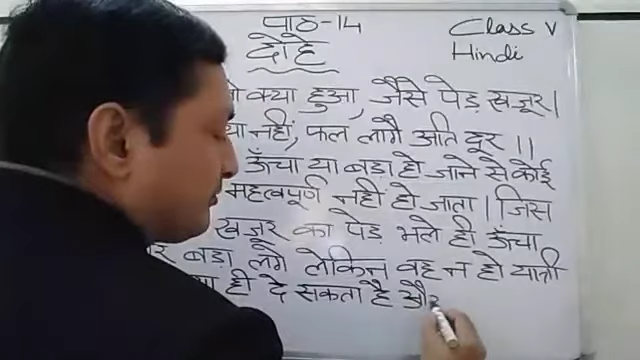 पाठ-14 Class V
दोहे Hindi
क्या हुआ, जैसे पेड़ खजूर।
नहीं, फल लागै अति दूर ।।
ऊँचा या बड़ा हो जाने से कोई
महत्वपूर्ण नहीं हो जाता। जिस
खजूर का पेड़ भले ही ऊँचा
बड़ा लगे लेकिन वह न हो यात्री
ही दे सकता है और